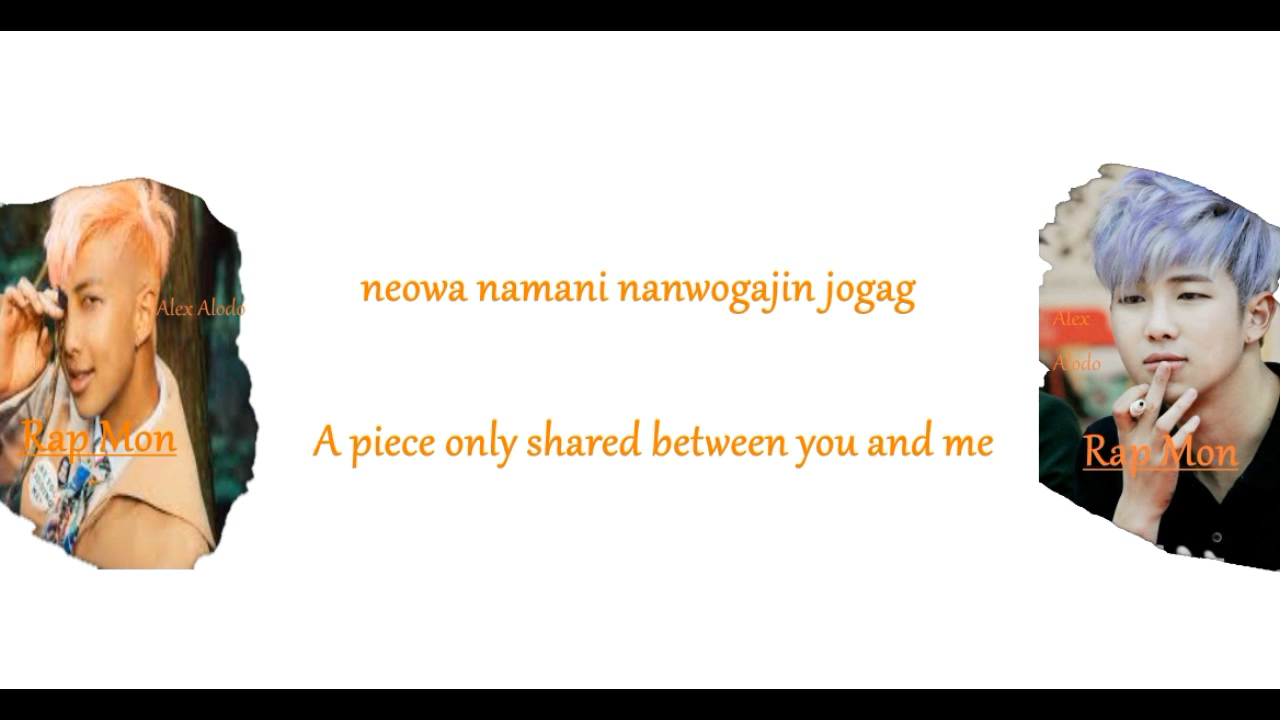 Alex Alodo
Rap Mon
neowa namani nanwogajin jogag
A piece only shared between you and me
Alex
Alodo
Rap Mon